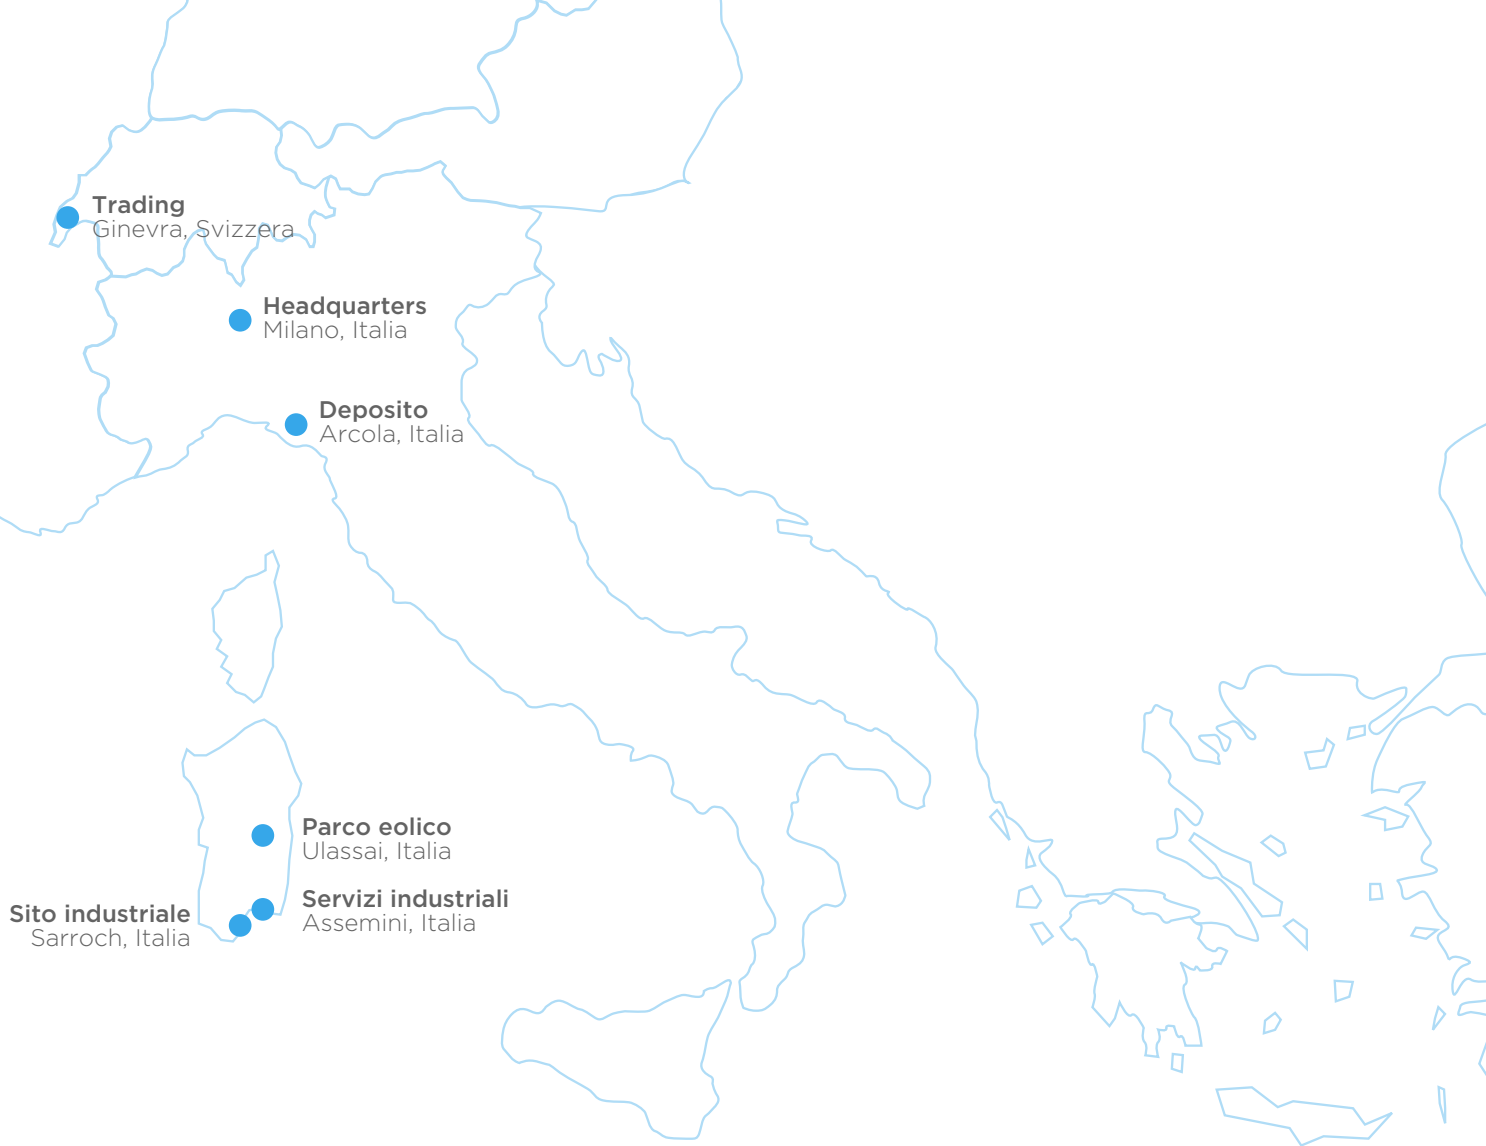 Trading
Ginevra, Svizzera
Headquarters
Milano, Italia
Deposito
Arcola, Italia
Parco eolico
Ulassai, Italia
Servizi industriali
Assemini, Italia
Sito industriale
Sarroch, Italia